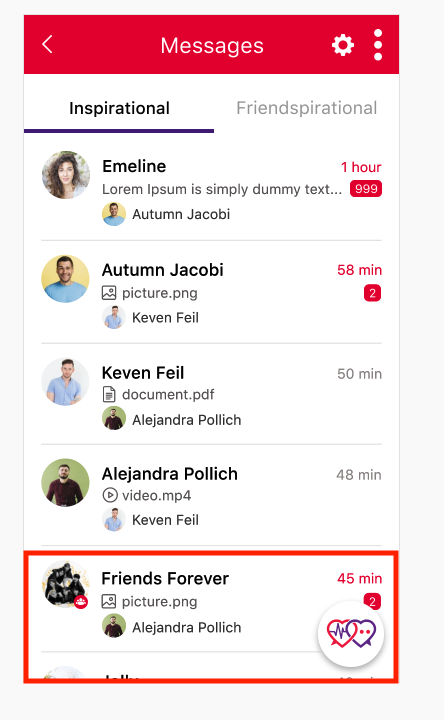 Messages
Inspirational
Friendspirational
Emeline
1 hour
Lorem Ipsum is simply dummy text...
999
Autumn Jacobi
Autumn Jacobi
58 min
picture.png
2
Keven Feil
Keven Feil
50 min
document.pdf
Alejandra Pollich
Alejandra Pollich
48 min
video.mp4
Keven Feil
Friends Forever
45 min
picture.png
2
Alejandra Pollich